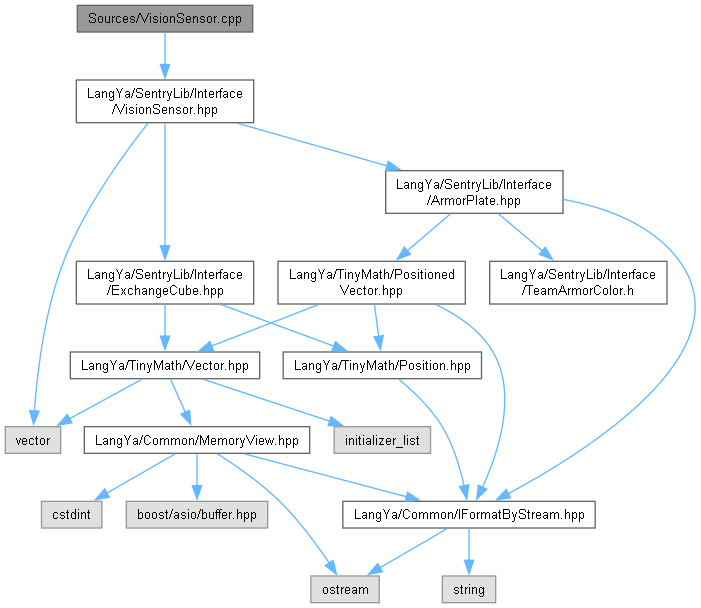 Sources/VisionSensor.cpp
LangYa/SentryLib/Interface
/VisionSensor.hpp
LangYa/SentryLib/Interface
/ArmorPlate.hpp
LangYa/SentryLib/Interface
/ExchangeCube.hpp
LangYa/TinyMath/Positioned
Vector.hpp
LangYa/SentryLib/Interface
/TeamArmorColor.h
LangYa/TinyMath/Vector.hpp
LangYa/TinyMath/Position.hpp
vector
LangYa/Common/MemoryView.hpp
initializer_list
cstdint
boost/asio/buffer.hpp
LangYa/Common/IFormatByStream.hpp
ostream
string